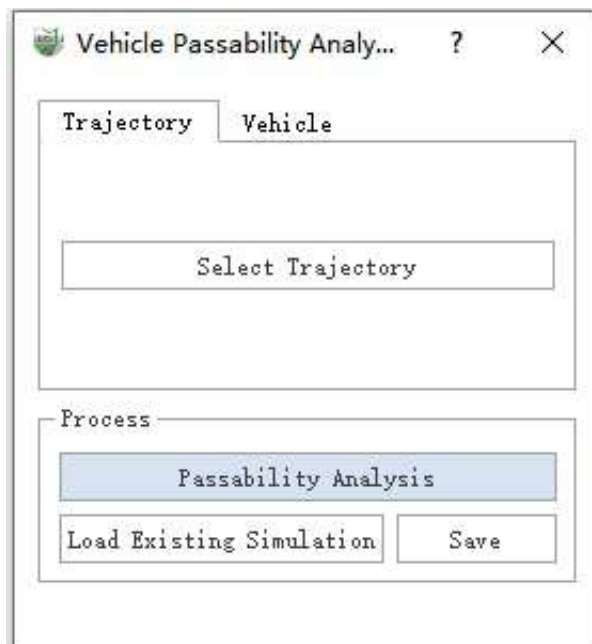 Vehicle Passability Analy... ?
Trajectory Vehicle
Select Trajectory
Process
Passability Analysis
Load Existing Simulation Save